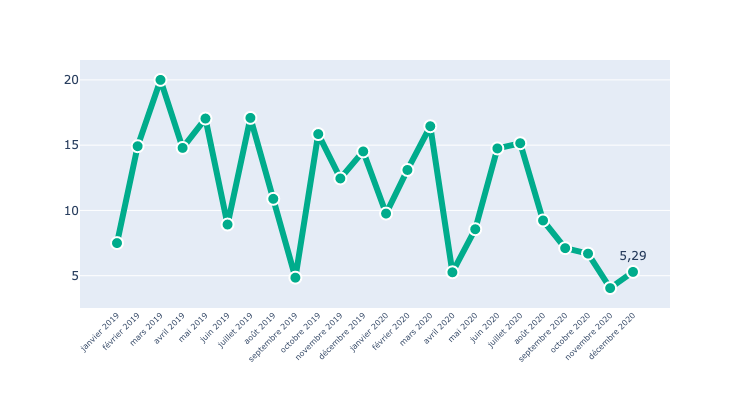 20
15
10
5
5,29
janvier 2019
février 2019
mars 2019
avril 2019
mai 2019
juin 2019
juillet 2019
août 2019
septembre 2019
octobre 2019
novembre 2019
décembre 2019
janvier 2020
février 2020
mars 2020
avril 2020
mai 2020
juin 2020
juillet 2020
août 2020
septembre 2020
octobre 2020
novembre 2020
décembre 2020